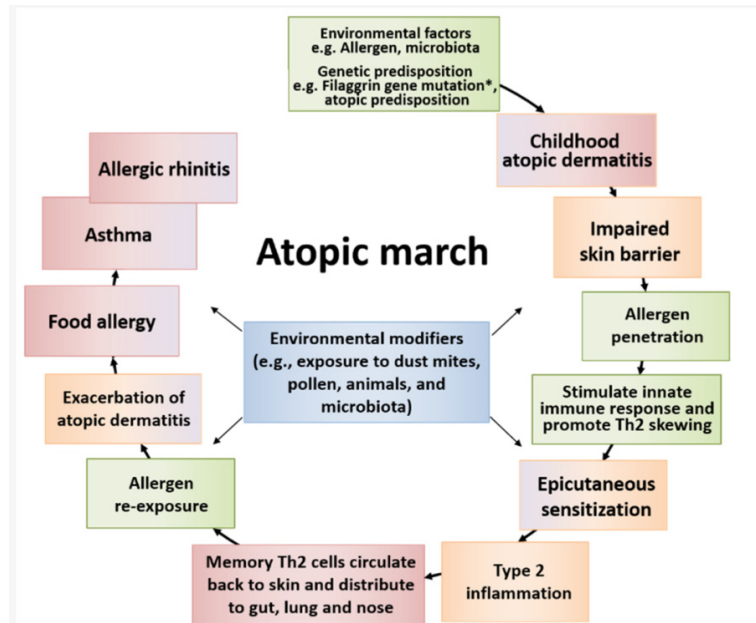 Environmental factors
e.g. Allergen, microbiota
Genetic predisposition
e.g. Filaggrin gene mutation*,
atopic predisposition
Childhood
atopic dermatitis
Impaired
skin barrier
Allergen
penetration
Stimulate innate
immune response and
promote Th2 skewing
Epicutaneous
sensitization
Type 2
inflammation
Memory Th2 cells circulate
back to skin and distribute
to gut, lung and nose
Allergen
re-exposure
Exacerbation of
atopic dermatitis
Food allergy
Asthma
Allergic rhinitis
Atopic march
Environmental modifiers
(e.g., exposure to dust mites,
pollen, animals, and
microbiota)